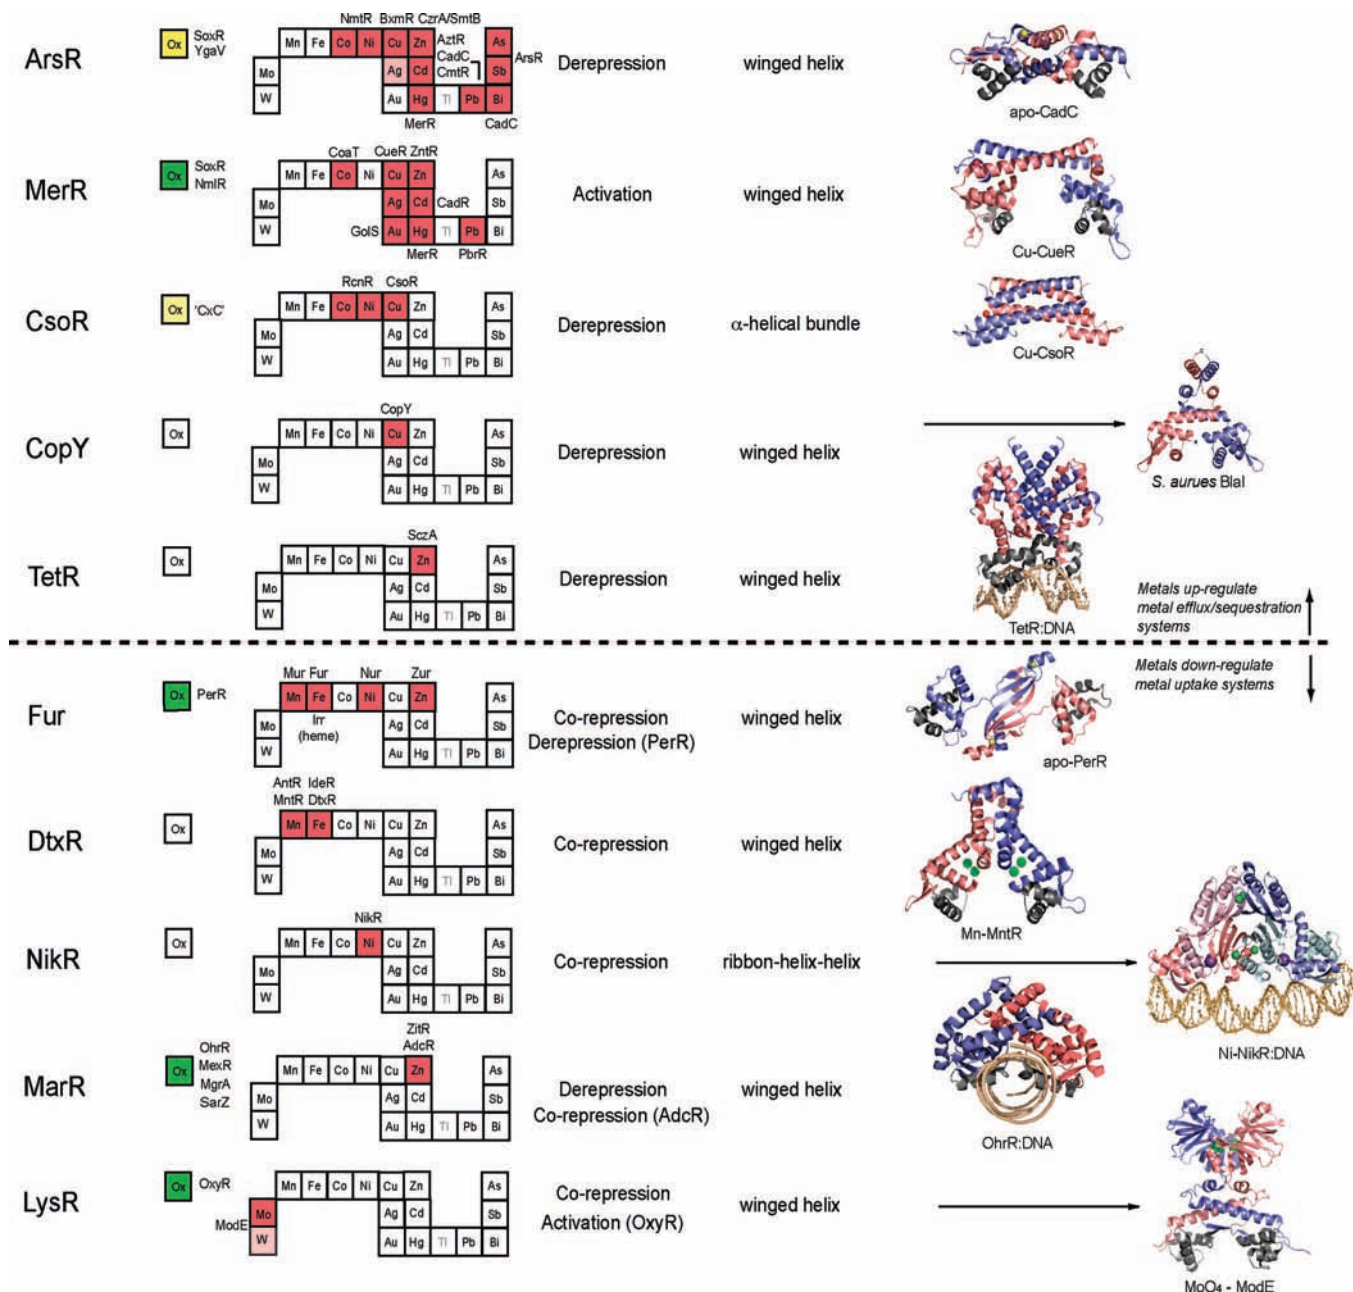 NmtR BxmR CzrA/SmtB
ArsR
Ox
SoxR
YgaV
Mn Fe Co Ni Cu Zn
AztR
CadC
CmtR
As
ArsR
Mo
Ag Cd
Sb
W
Au Hg Tl Pb Bi
MerR
CadC
Derepression
winged helix
apo-CadC
MerR
Ox
SoxR
NmlR
CoaT CueR ZntR
Mn Fe Co Ni Cu Zn
As
Mo
Ag Cd
CadR
Sb
W
GolS
Au Hg Tl Pb Bi
MerR
PbrR
Activation
winged helix
Cu-CueR
CsoR
Ox
'CxC'
RcnR CsoR
Mn Fe Co Ni Cu Zn
As
Mo
Ag Cd
Sb
W
Au Hg Tl Pb Bi
Derepression
α-helical bundle
Cu-CsoR
CopY
Ox
CopY
Mn Fe Co Ni Cu Zn
As
Mo
Ag Cd
Sb
W
Au Hg Tl Pb Bi
Derepression
winged helix
S. aurues BlaI
TetR
Ox
SczA
Mn Fe Co Ni Cu Zn
As
Mo
Ag Cd
Sb
W
Au Hg Tl Pb Bi
Derepression
winged helix
TetR:DNA
Metals up-regulate
metal efflux/sequestration
systems
Metals down-regulate
metal uptake systems
Fur
Ox
PerR
Mur Fur Nur Zur
Mn Fe Co Ni Cu Zn
As
Irr
(heme)
Mo
Ag Cd
Sb
W
Au Hg Tl Pb Bi
Co-repression
Derepression (PerR)
winged helix
apo-PerR
DtxR
Ox
AntR IdeR
MntR DtxR
Mn Fe Co Ni Cu Zn
As
Mo
Ag Cd
Sb
W
Au Hg Tl Pb Bi
Co-repression
winged helix
Mn-MntR
NikR
Ox
NikR
Mn Fe Co Ni Cu Zn
As
Mo
Ag Cd
Sb
W
Au Hg Tl Pb Bi
Co-repression
ribbon-helix-helix
Ni-NikR:DNA
MarR
Ox
OhrR
MexR
MgrA
SarZ
ZitR
AdcR
Mn Fe Co Ni Cu Zn
As
Mo
Ag Cd
Sb
W
Au Hg Tl Pb Bi
Derepression
Co-repression (AdcR)
winged helix
OhrR:DNA
LysR
Ox
OxyR
Mn Fe Co Ni Cu Zn
As
ModE
Mo
Ag Cd
Sb
W
Au Hg Tl Pb Bi
Co-repression
Activation (OxyR)
winged helix
MoO₄ - ModE